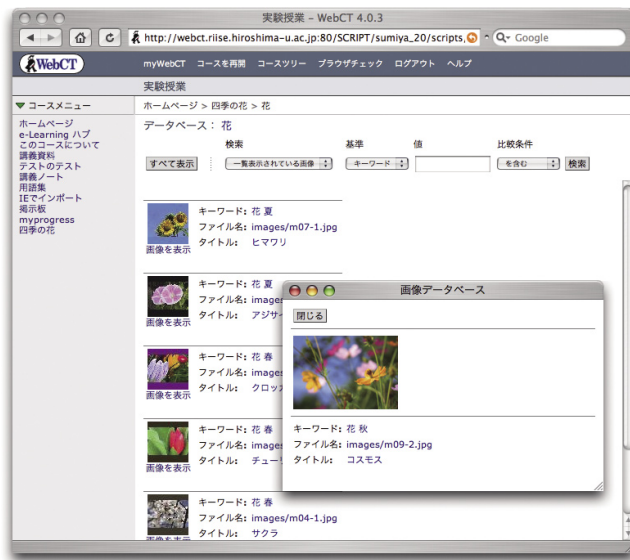 実験授業 – WebCT 4.0.3
http://webct.riise.hiroshima-u.ac.jp:80/SCRIPT/sumiya_20/scripts,
Google
WebCT
myWebCT コースを再開 コースツリー ブラウザチェック ログアウト ヘルプ
実験授業
コースメニュー
ホームページ
e-Learning ハブ
このコースについて
講義資料
テストのテスト
講義ノート
用語集
IEでインポート
掲示板
myprogress
四季の花
ホームページ > 四季の花 > 花
データベース: 花
検索 基準 値 比較条件
すべて表示 一覧表示されている画像 キーワード を含む 検索
キーワード: 花 夏
ファイル名: images/m07-1.jpg
タイトル: ヒマワリ
画像を表示
キーワード: 花 夏
ファイル名: images
タイトル: アジサ
画像を表示
キーワード: 花 春
ファイル名: images
タイトル: クロッカ
画像を表示
キーワード: 花 春
ファイル名: images
タイトル: チューリ
画像を表示
キーワード: 花 春
ファイル名: images/m04-1.jpg
タイトル: サクラ
画像を表示
画像データベース
閉じる
キーワード: 花 秋
ファイル名: images/m09-2.jpg
タイトル: コスモス